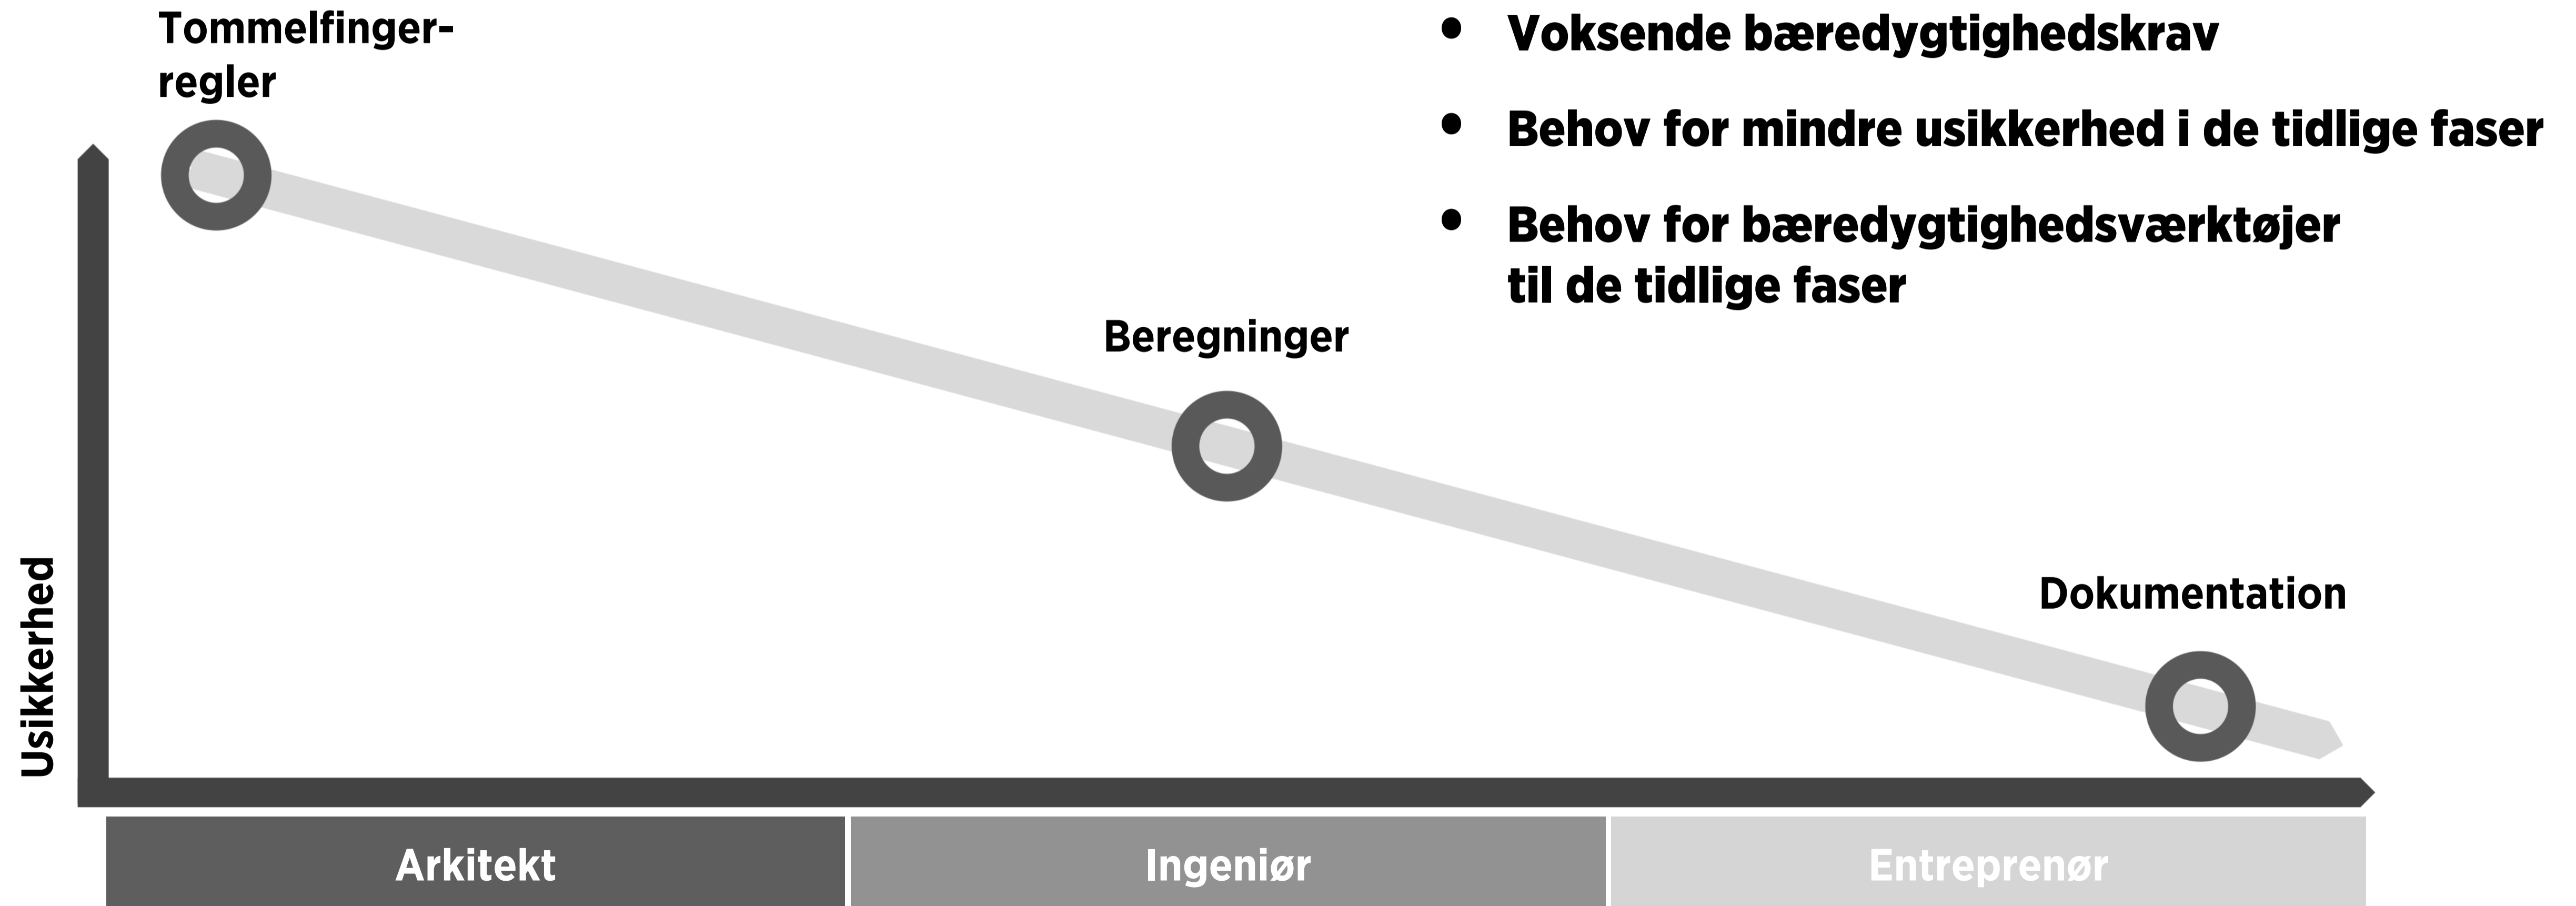 Tommelfinger-
regler
• Voksende bæredygtighedskrav
• Behov for mindre usikkerhed i de tidlige faser
• Behov for bæredygtighedsværktøjer
til de tidlige faser
Beregninger
Dokumentation
Usikkerhed
Arkitekt
Ingeniør
Entreprenør